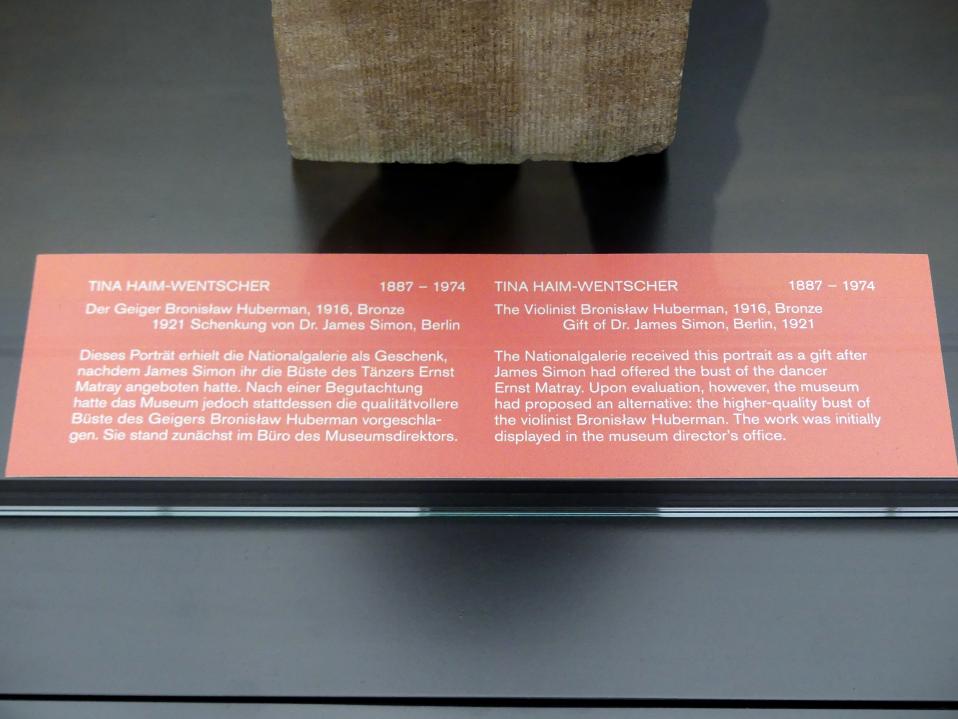 TINA HAIM-WENTSCHER 1887 – 1974
Der Geiger Bronisław Huberman, 1916, Bronze
1921 Schenkung von Dr. James Simon, Berlin
Dieses Porträt erhielt die Nationalgalerie als Geschenk,
nachdem James Simon ihr die Büste des Tänzers Ernst
Matray angeboten hatte. Nach einer Begutachtung
hatte das Museum jedoch stattdessen die qualitätvollere
Büste des Geigers Bronisław Huberman vorgeschla-
gen. Sie stand zunächst im Büro des Museumsdirektors.
TINA HAIM-WENTSCHER 1887 – 1974
The Violinist Bronisław Huberman, 1916, Bronze
Gift of Dr. James Simon, Berlin, 1921
The Nationalgalerie received this portrait as a gift after
James Simon had offered the bust of the dancer
Ernst Matray. Upon evaluation, however, the museum
had proposed an alternative: the higher-quality bust of
the violinist Bronisław Huberman. The work was initially
displayed in the museum director's office.